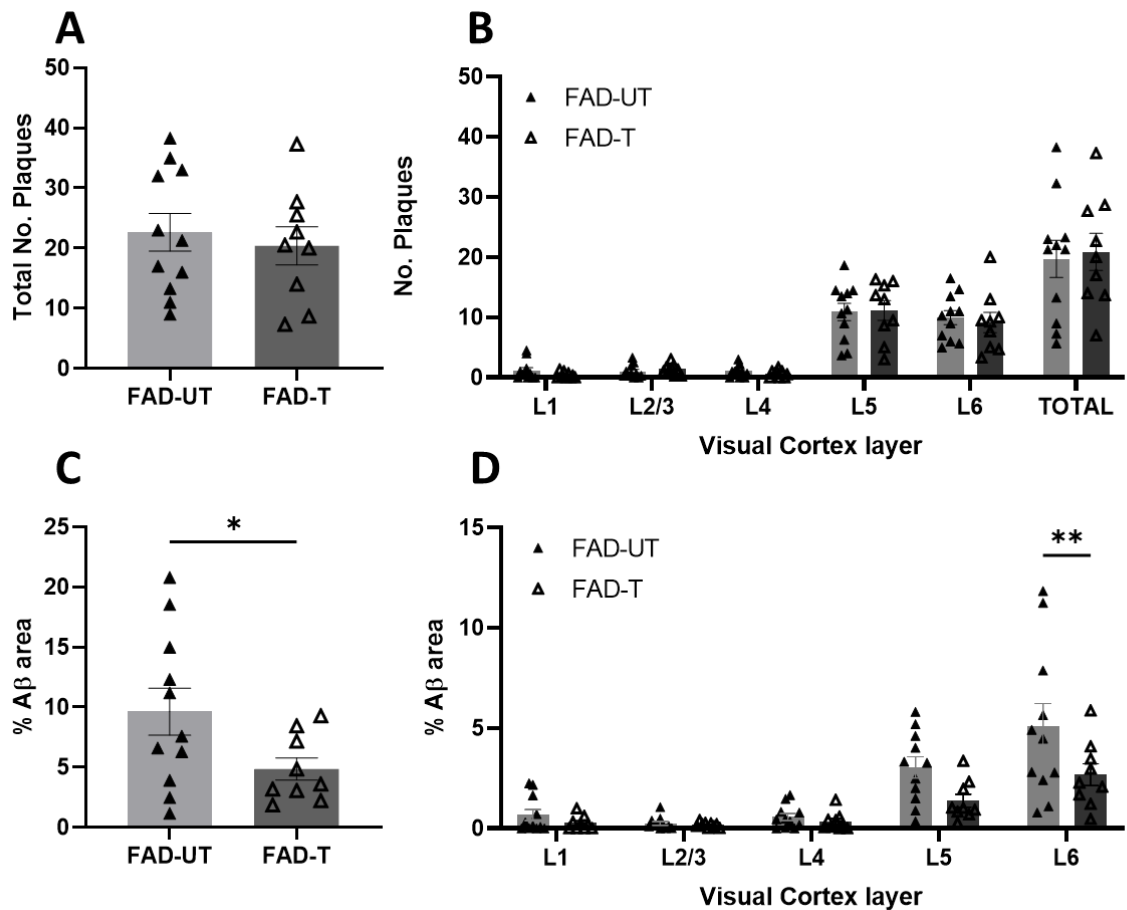 A
Total No. Plaques
50
40
30
20
10
0
FAD-UT FAD-T
B
No. Plaques
50
40
30
20
10
0
FAD-UT
FAD-T
L1 L2/3 L4 L5 L6 TOTAL
Visual Cortex layer
C
% Aβ area
25
20
15
10
5
0
*
FAD-UT FAD-T
D
% Aβ area
15
10
5
0
FAD-UT
FAD-T
**
L1 L2/3 L4 L5 L6
Visual Cortex layer